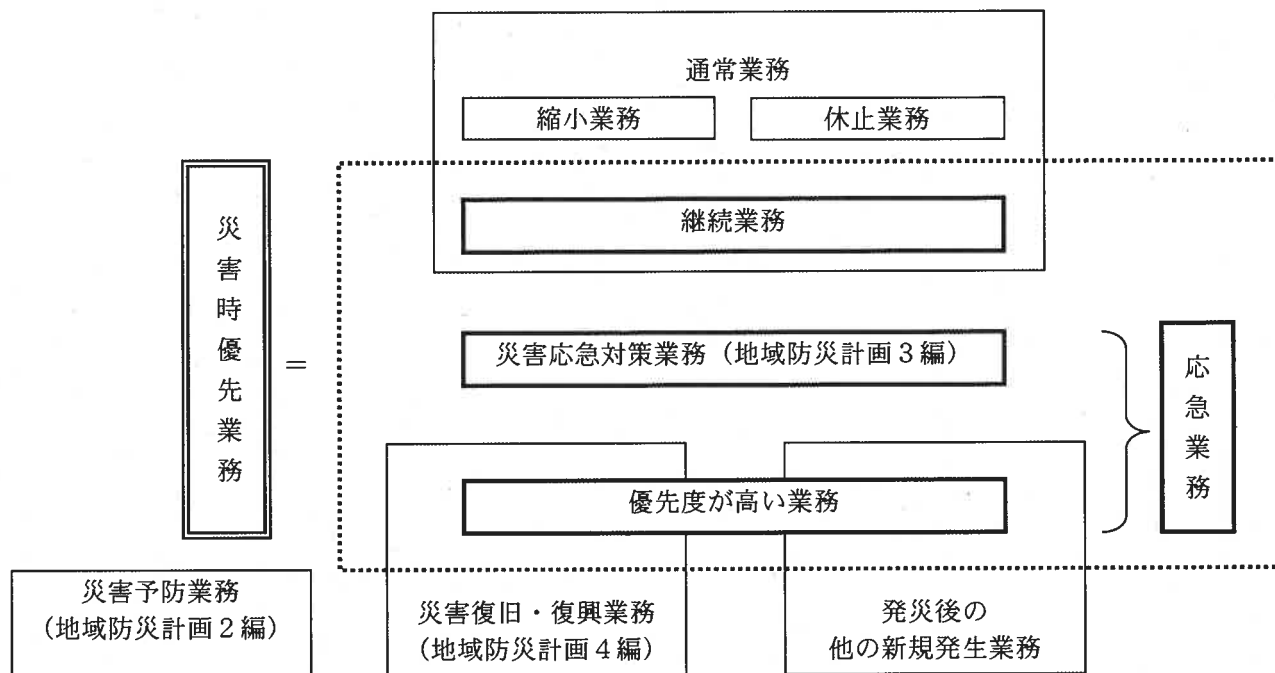 通常業務
縮小業務
休止業務
継続業務
災害時優先業務
=
災害応急対策業務(地域防災計画3編)
応急業務
優先度が高い業務
災害予防業務
(地域防災計画2編)
災害復旧・復興業務
(地域防災計画4編)
発災後の
他の新規発生業務